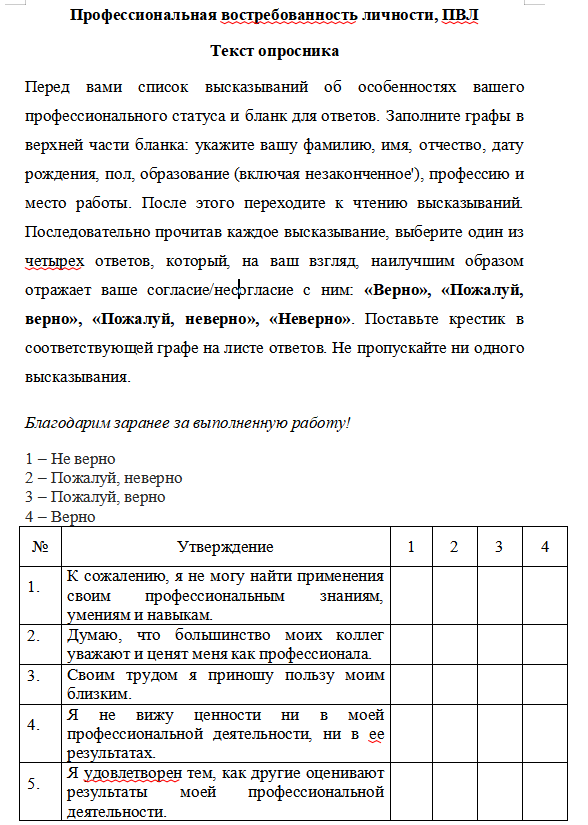 Профессиональная востребованность личности, ПВЛ
Текст опросника
Перед вами список высказываний об особенностях вашего
профессионального статуса и бланк для ответов. Заполните графы в
верхней части бланка: укажите вашу фамилию, имя, отчество, дату
рождения, пол, образование (включая незаконченное'), профессию и
место работы. После этого переходите к чтению высказываний.
Последовательно прочитав каждое высказывание, выберите один из
четырех ответов, который, на ваш взгляд, наилучшим образом
отражает ваше согласие/несогласие с ним: «Верно», «Пожалуй,
верно», «Пожалуй, неверно», «Неверно». Поставьте крестик в
соответствующей графе на листе ответов. Не пропускайте ни одного
высказывания.
Благодарим заранее за выполненную работу!
1 – Не верно
2 – Пожалуй, неверно
3 – Пожалуй, верно
4 – Верно
№ Утверждение 1 2 3 4
1. К сожалению, я не могу найти применения
своим профессиональным знаниям,
умениям и навыкам.
2. Думаю, что большинство моих коллег
уважают и ценят меня как профессионала.
3. Своим трудом я приношу пользу моим
близким.
4. Я не вижу ценности ни в моей
профессиональной деятельности, ни в ее
результатах.
5. Я удовлетворен тем, как другие оценивают
результаты моей профессиональной
деятельности.